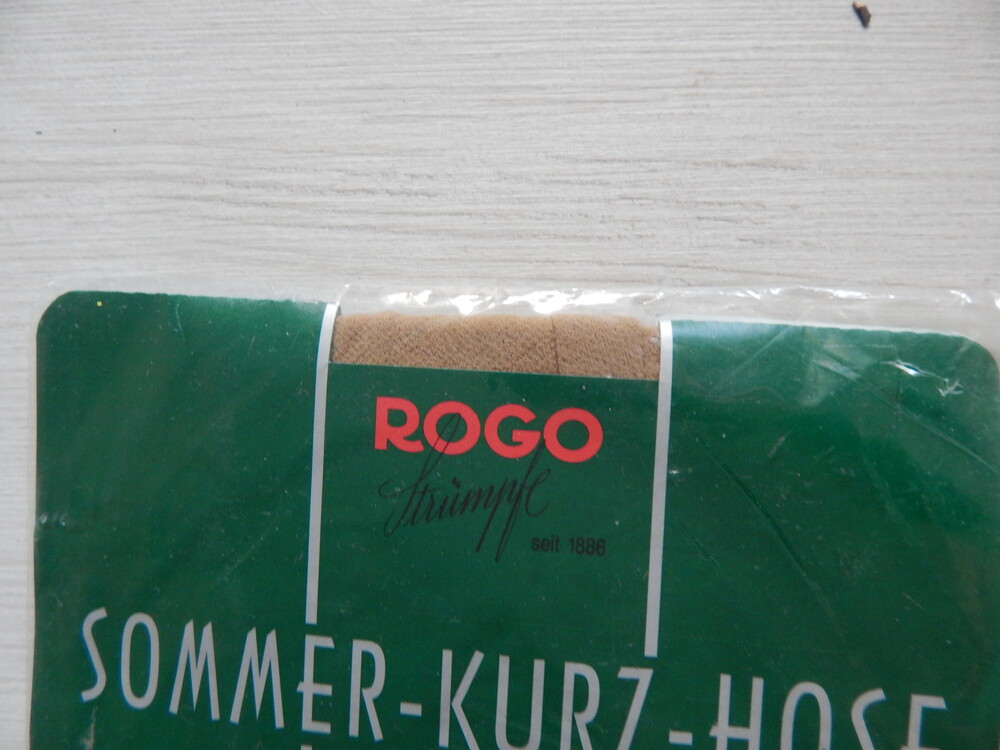 ROGO
Strümpfe
seit 1886
SOMMER-KURZ-HOSE